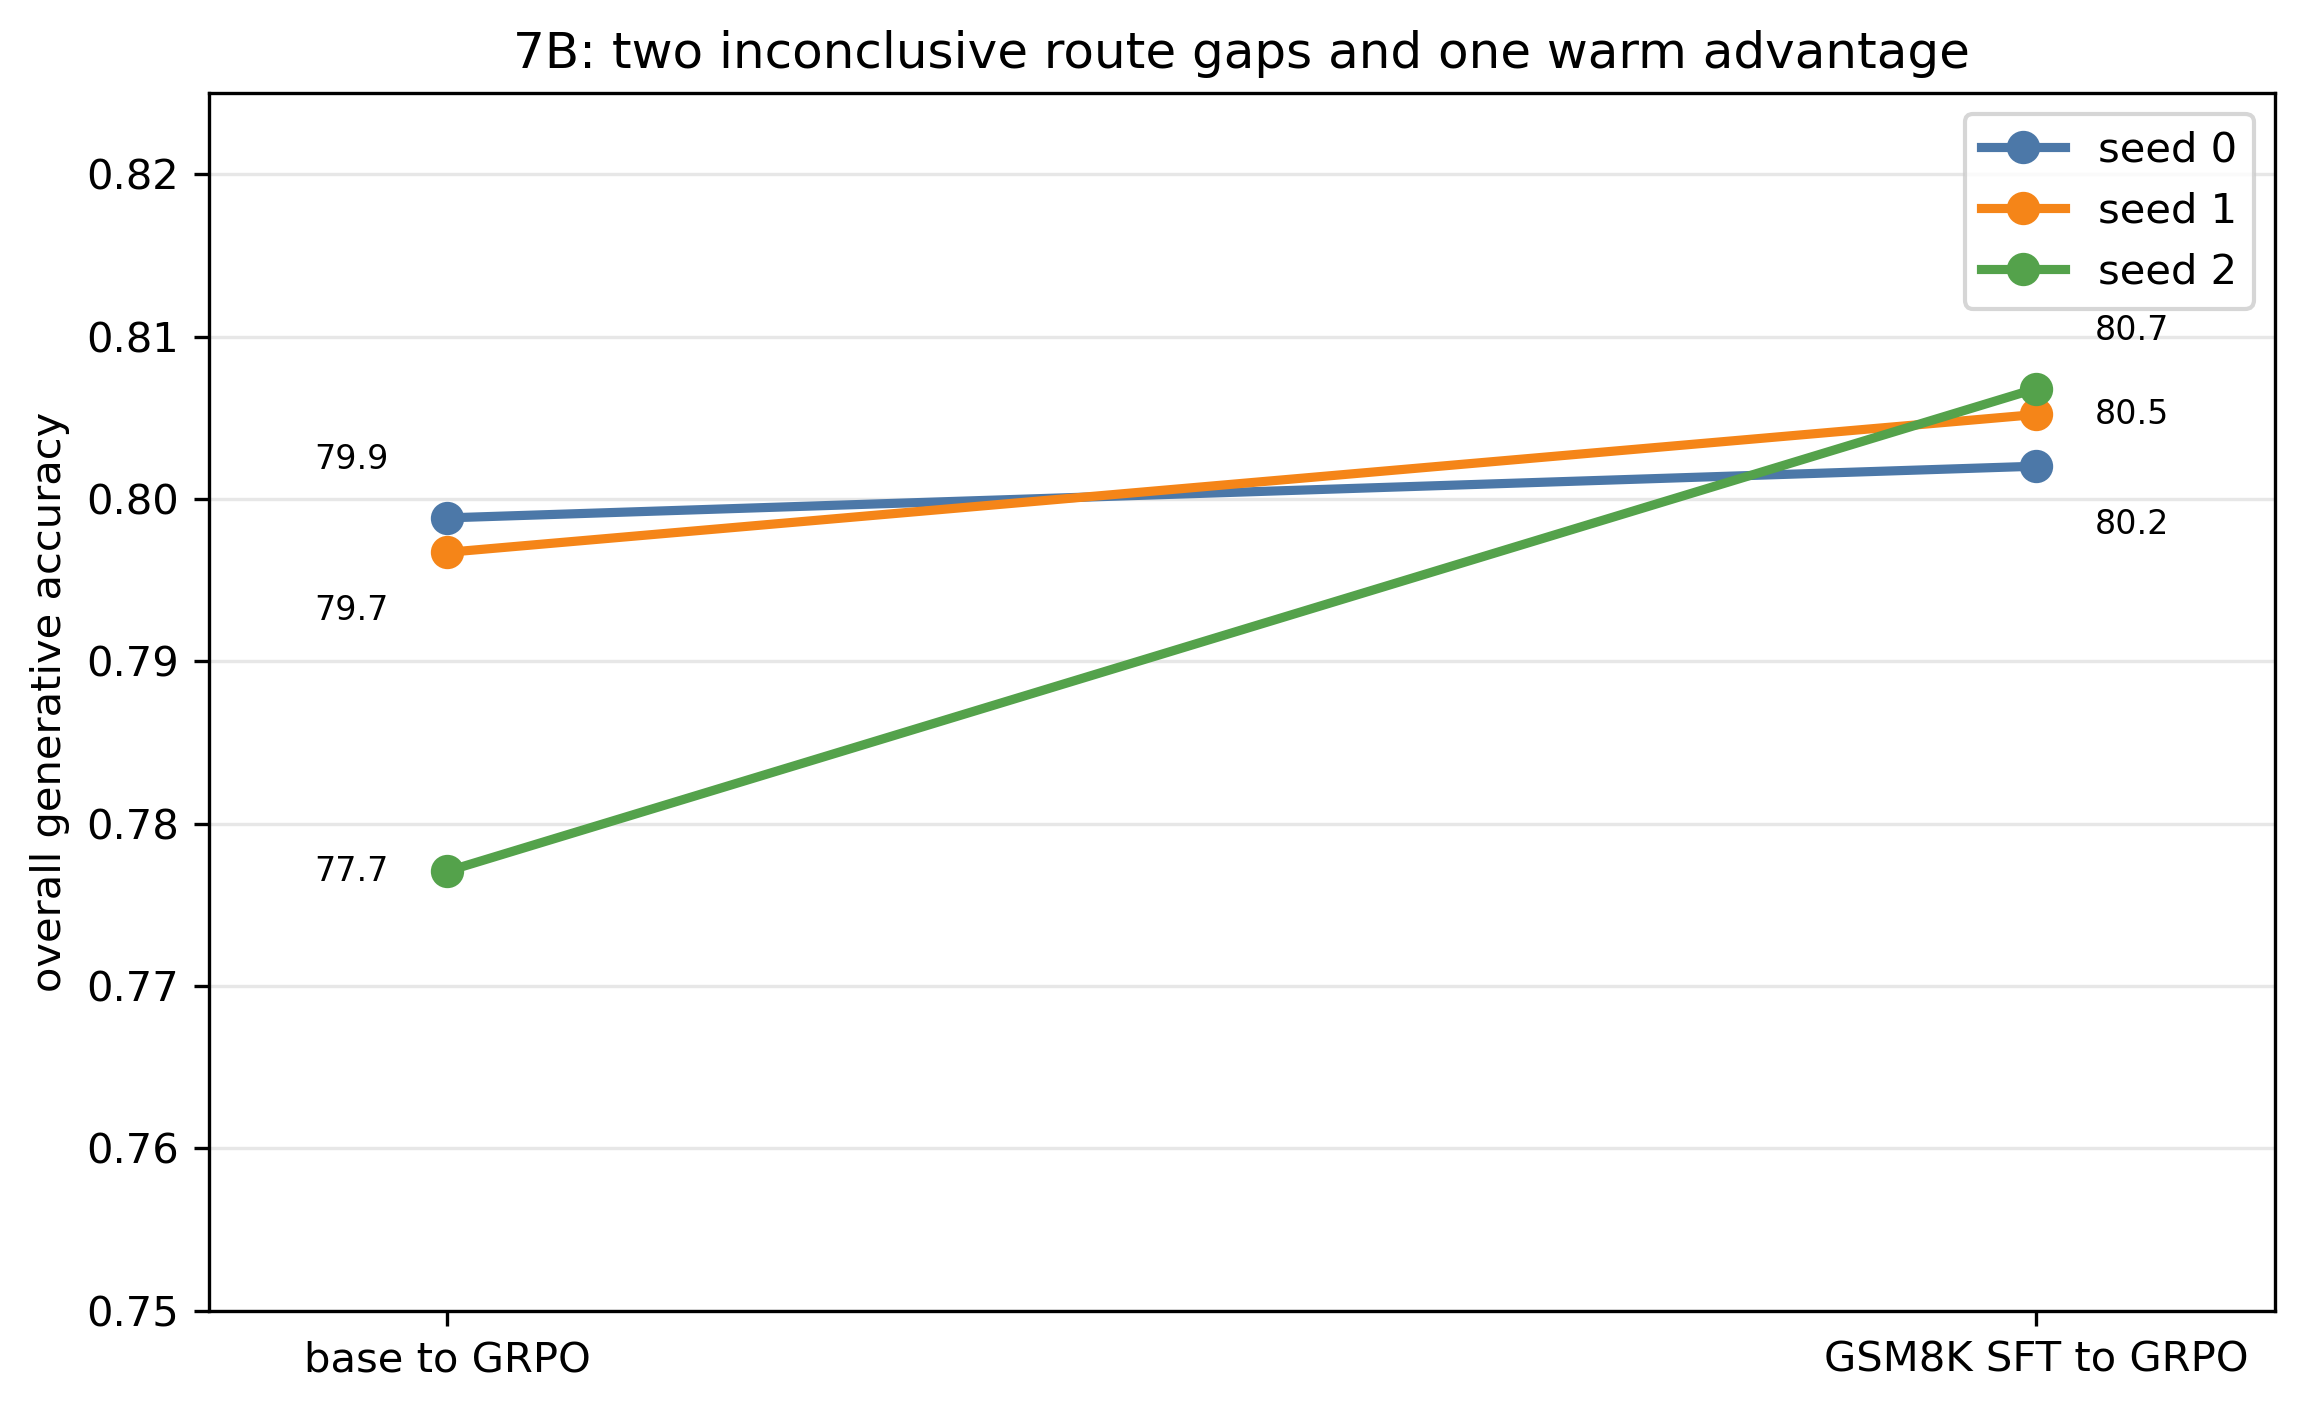 7B: two inconclusive route gaps and one warm advantage
seed 0
seed 1
seed 2
overall generative accuracy
0.82
0.81
0.80
0.79
0.78
0.77
0.76
0.75
79.9
79.7
77.7
80.7
80.5
80.2
base to GRPO
GSM8K SFT to GRPO